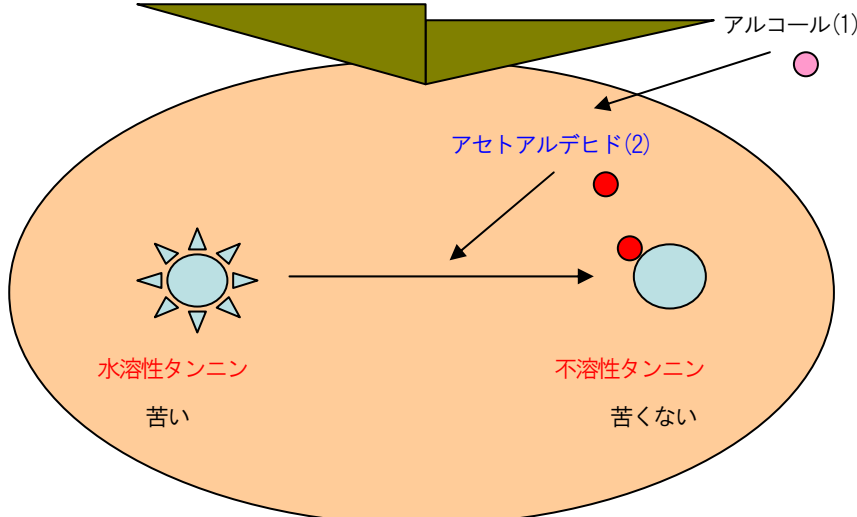 アルコール(1)
アセトアルデヒド(2)
水溶性タンニン
不溶性タンニン
苦い
苦くない